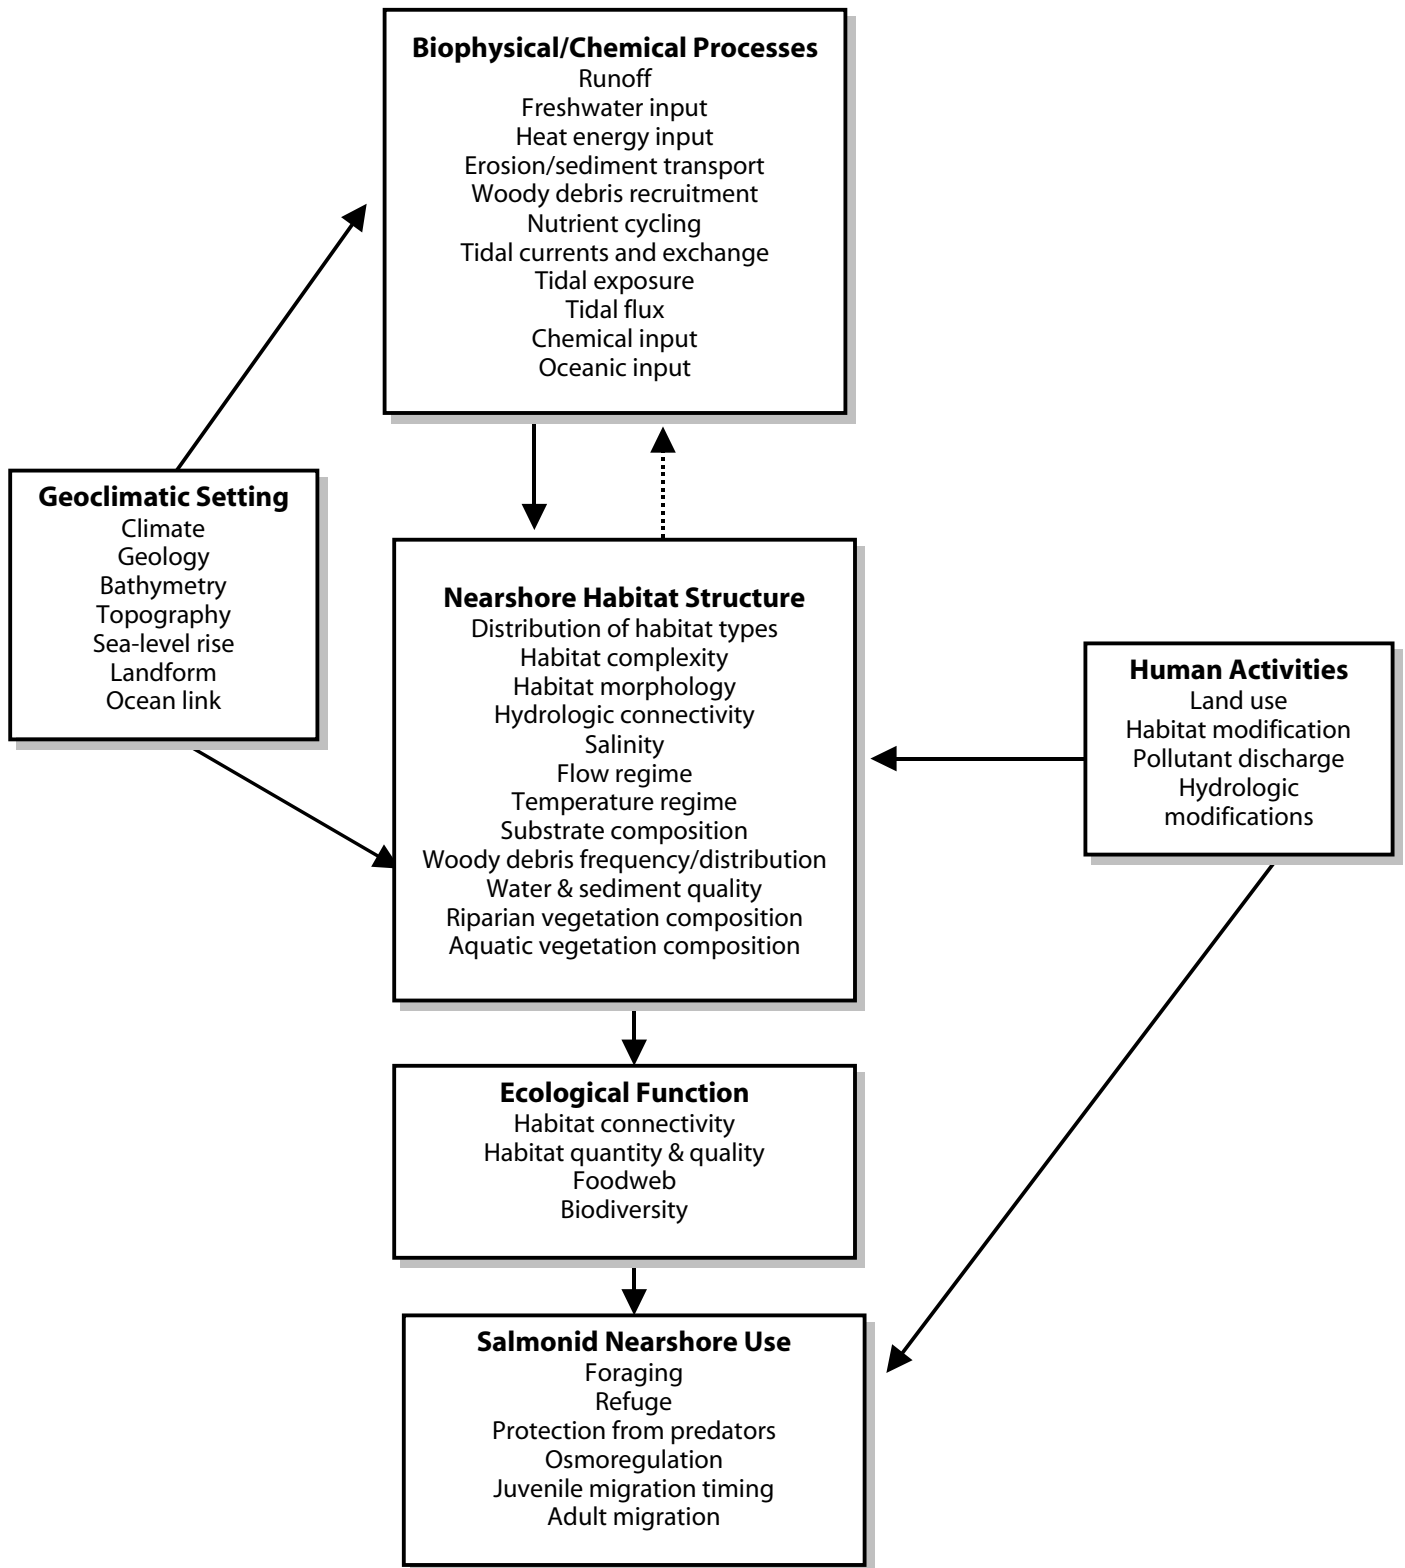 Biophysical/Chemical Processes
Runoff
Freshwater input
Heat energy input
Erosion/sediment transport
Woody debris recruitment
Nutrient cycling
Tidal currents and exchange
Tidal exposure
Tidal flux
Chemical input
Oceanic input
Geoclimatic Setting
Climate
Geology
Bathymetry
Topography
Sea-level rise
Landform
Ocean link
Nearshore Habitat Structure
Distribution of habitat types
Habitat complexity
Habitat morphology
Hydrologic connectivity
Salinity
Flow regime
Temperature regime
Substrate composition
Woody debris frequency/distribution
Water & sediment quality
Riparian vegetation composition
Aquatic vegetation composition
Human Activities
Land use
Habitat modification
Pollutant discharge
Hydrologic
modifications
Ecological Function
Habitat connectivity
Habitat quantity & quality
Foodweb
Biodiversity
Salmonid Nearshore Use
Foraging
Refuge
Protection from predators
Osmoregulation
Juvenile migration timing
Adult migration